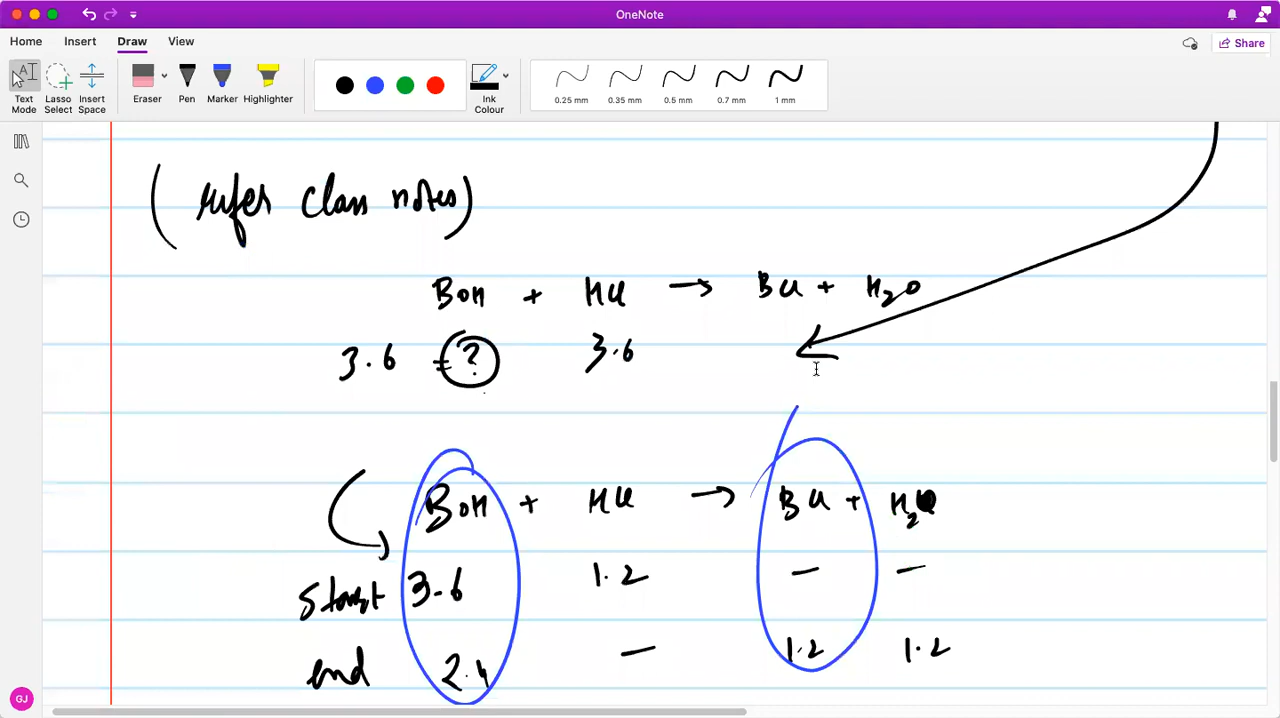 OneNote
Home Insert Draw View
Share
Text Mode
Lasso Select
Insert Space
Eraser
Pen
Marker
Highlighter
Ink Colour
0.25 mm 0.35 mm 0.5 mm 0.7 mm 1 mm
(refer class notes)
BOH + HCl → BCl + H2O
3.6 = ? 3.6
BOH + HCl → BCl + H2O
start 3.6 1.2 — —
end 2.4 — 1.2 1.2
GJ